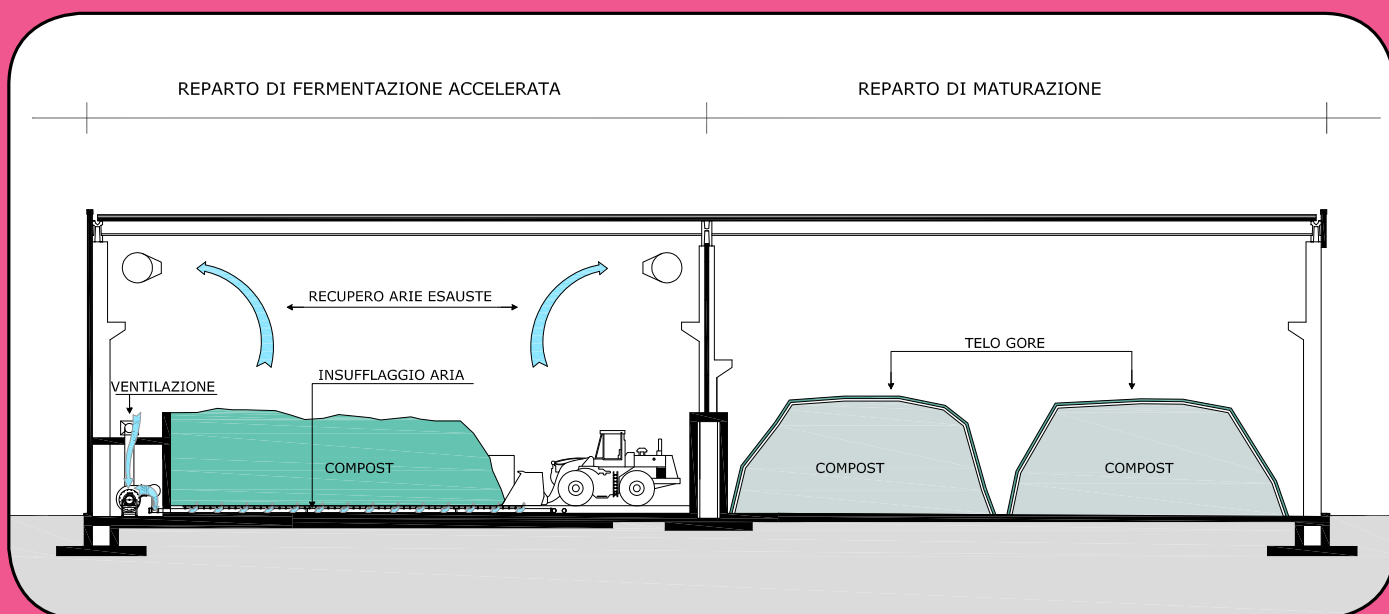 REPARTO DI FERMENTAZIONE ACCELERATA
REPARTO DI MATURAZIONE
RECUPERO ARIE ESAUSTE
TELO GORE
INSUFFLAGGIO ARIA
VENTILAZIONE
COMPOST
COMPOST
COMPOST